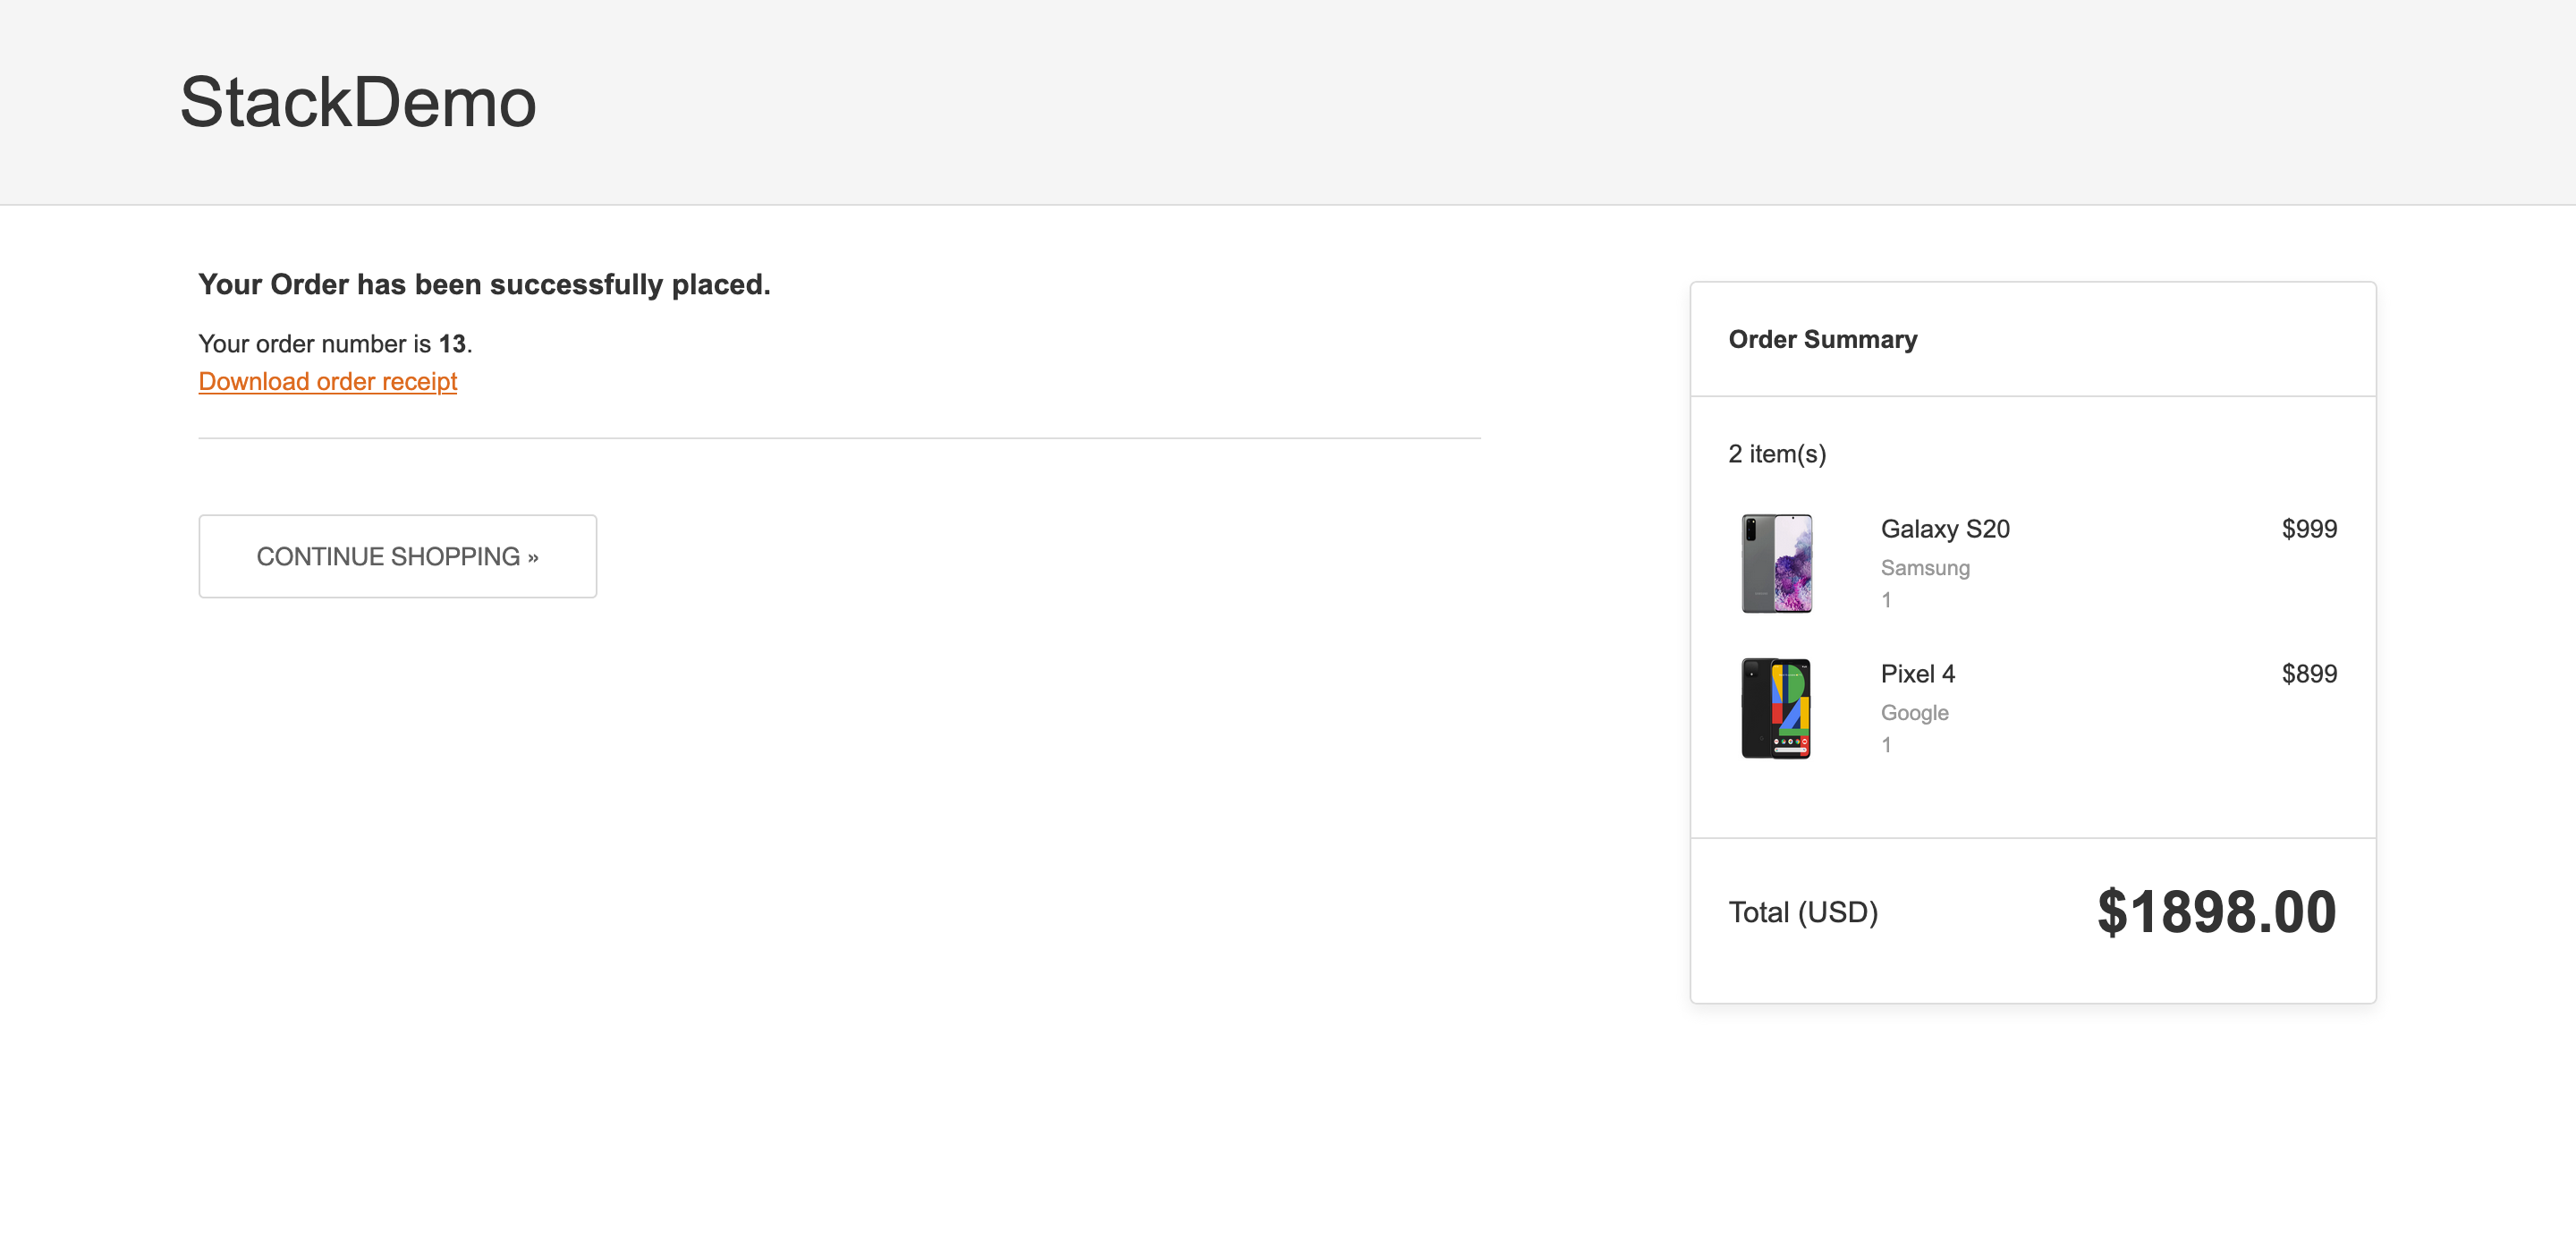 StackDemo
Your Order has been successfully placed.
Your order number is 13.
Download order receipt
CONTINUE SHOPPING »
Order Summary
2 item(s)
Galaxy S20 $999
Samsung
1
Pixel 4 $899
Google
1
Total (USD) $1898.00